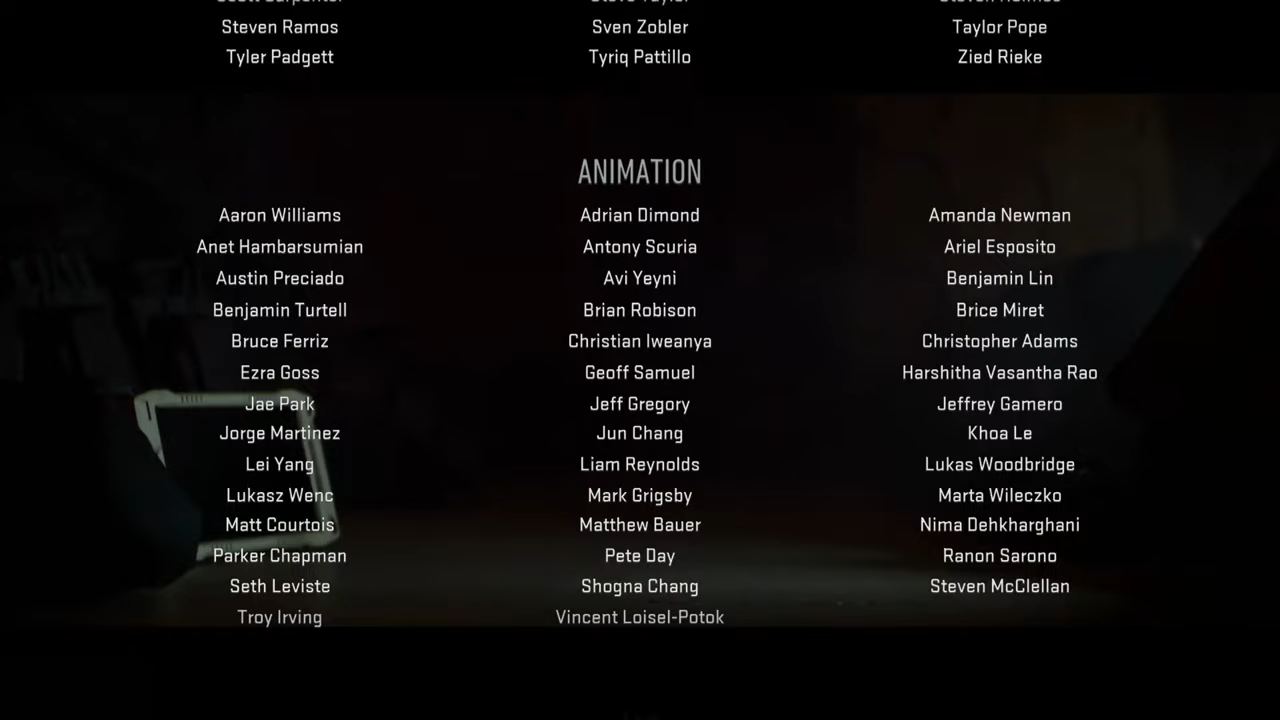 Steven Ramos Sven Zobler Taylor Pope
Tyler Padgett Tyriq Pattillo Zied Rieke
ANIMATION
Aaron Williams Adrian Dimond Amanda Newman
Anet Hambarsumian Antony Scuria Ariel Esposito
Austin Preciado Avi Yeyni Benjamin Lin
Benjamin Turtell Brian Robison Brice Miret
Bruce Ferriz Christian Iweanya Christopher Adams
Ezra Goss Geoff Samuel Harshitha Vasantha Rao
Jae Park Jeff Gregory Jeffrey Gamero
Jorge Martinez Jun Chang Khoa Le
Lei Yang Liam Reynolds Lukas Woodbridge
Lukasz Wenc Mark Grigsby Marta Wileczko
Matt Courtois Matthew Bauer Nima Dehkharghani
Parker Chapman Pete Day Ranon Sarono
Seth Leviste Shogna Chang Steven McClellan
Troy Irving Vincent Loisel-Potok